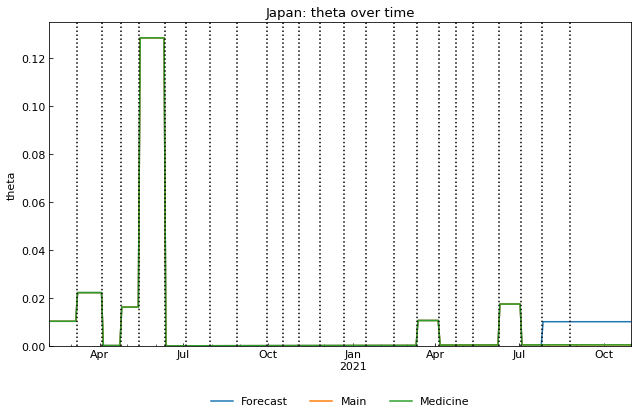 Japan: theta over time
theta
0.12
0.10
0.08
0.06
0.04
0.02
0.00
Apr Jul Oct Jan Apr Jul Oct
2021
Forecast Main Medicine